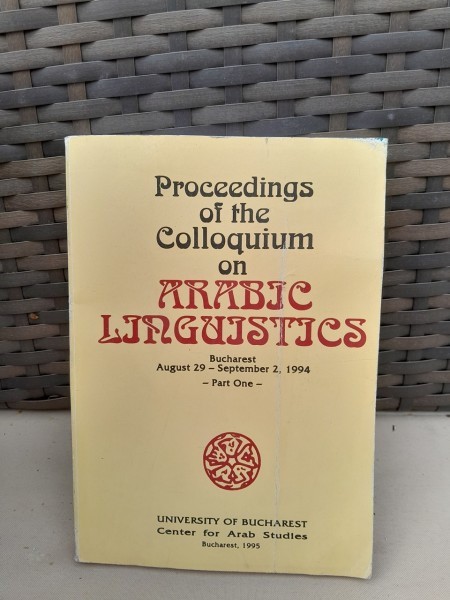 Proceedings
of the
Colloquium
on
ARABIC
LINGUISTICS
Bucharest
August 29 – September 2, 1994
– Part One –
UNIVERSITY OF BUCHAREST
Center for Arab Studies
Bucharest, 1995